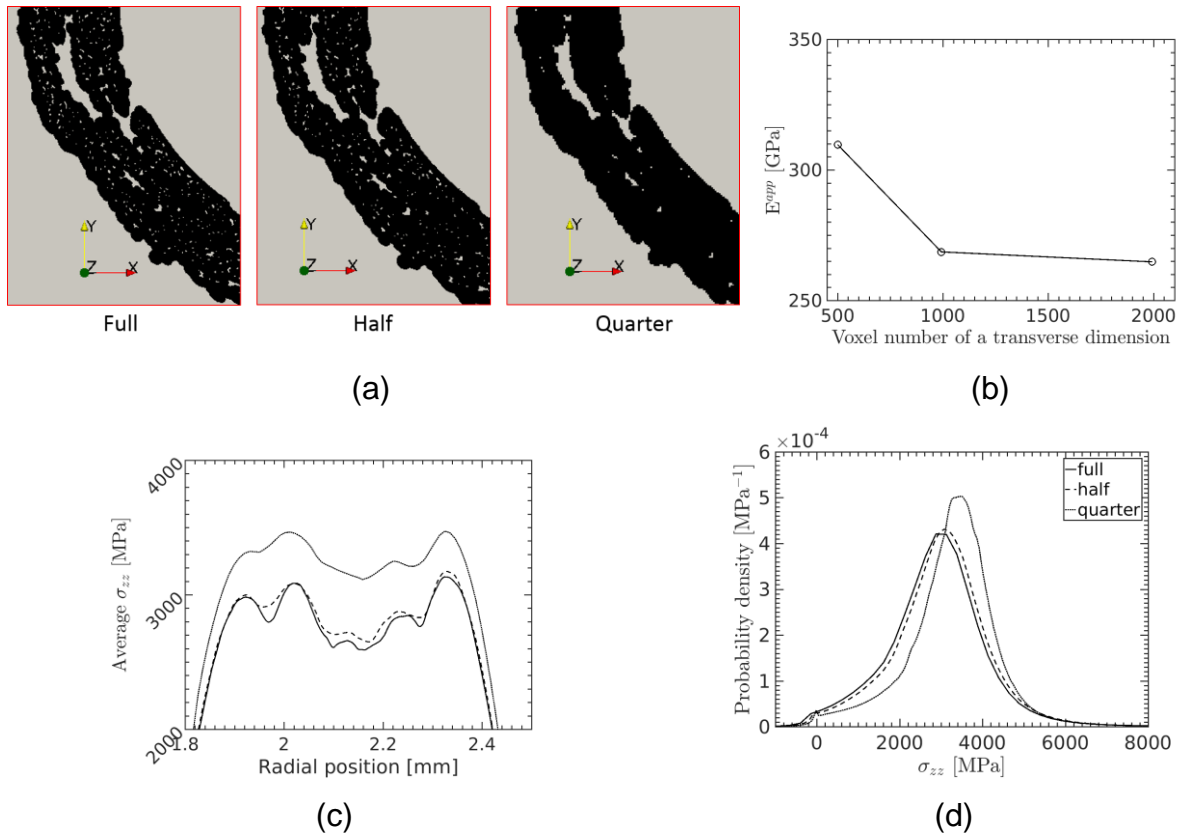 Y
Z X
Full
Y
Z X
Half
Y
Z X
Quarter
(a)
350
300
250
E^app [GPa]
500 1000 1500 2000
Voxel number of a transverse dimension
(b)
4000
3000
2000
Average σzz [MPa]
1.8 2 2.2 2.4
Radial position [mm]
(c)
×10^-4
6
5
4
3
2
1
0
Probability density [MPa^−1]
full
half
quarter
0 2000 4000 6000 8000
σzz [MPa]
(d)